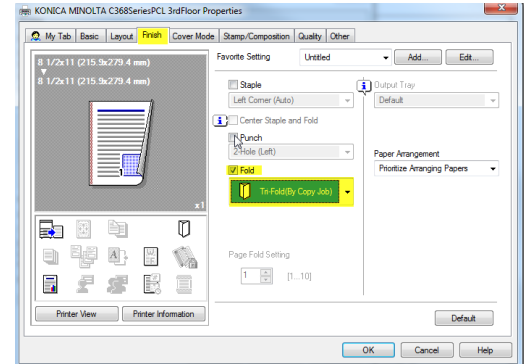 KONICA MINOLTA C368SeriesPCL 3rdFloor Properties
My Tab Basic Layout Finish Cover Mode Stamp/Composition Quality Other
8 1/2x11 (215.9x279.4 mm)
8 1/2x11 (215.9x279.4 mm)
1
x1
Printer View Printer Information
Favorite Setting Untitled Add... Edit...
Staple
Left Corner (Auto)
Center Staple and Fold
Punch
2-Hole (Left)
Fold
Tri-Fold(By Copy Job)
Page Fold Setting
1 [1...10]
Output Tray
Default
Paper Arrangement
Prioritize Arranging Papers
Default
OK Cancel Help